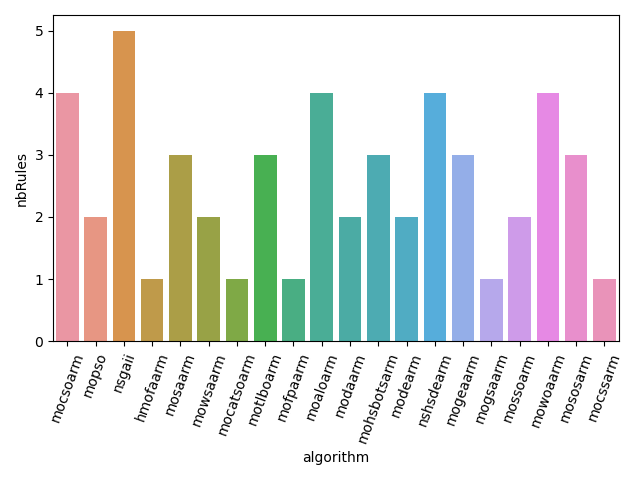 nbRules
5
4
3
2
1
0
mocsoarm
mopso
nsgaii
hmofaarm
mosaarm
mowsaarm
mocatsoarm
motlboarm
mofpaarm
moaloarm
modaarm
mohsbotsarm
modearm
nshsdearm
mogeaarm
mogsaarm
mossoarm
mowoaarm
mososarm
mocssarm
algorithm